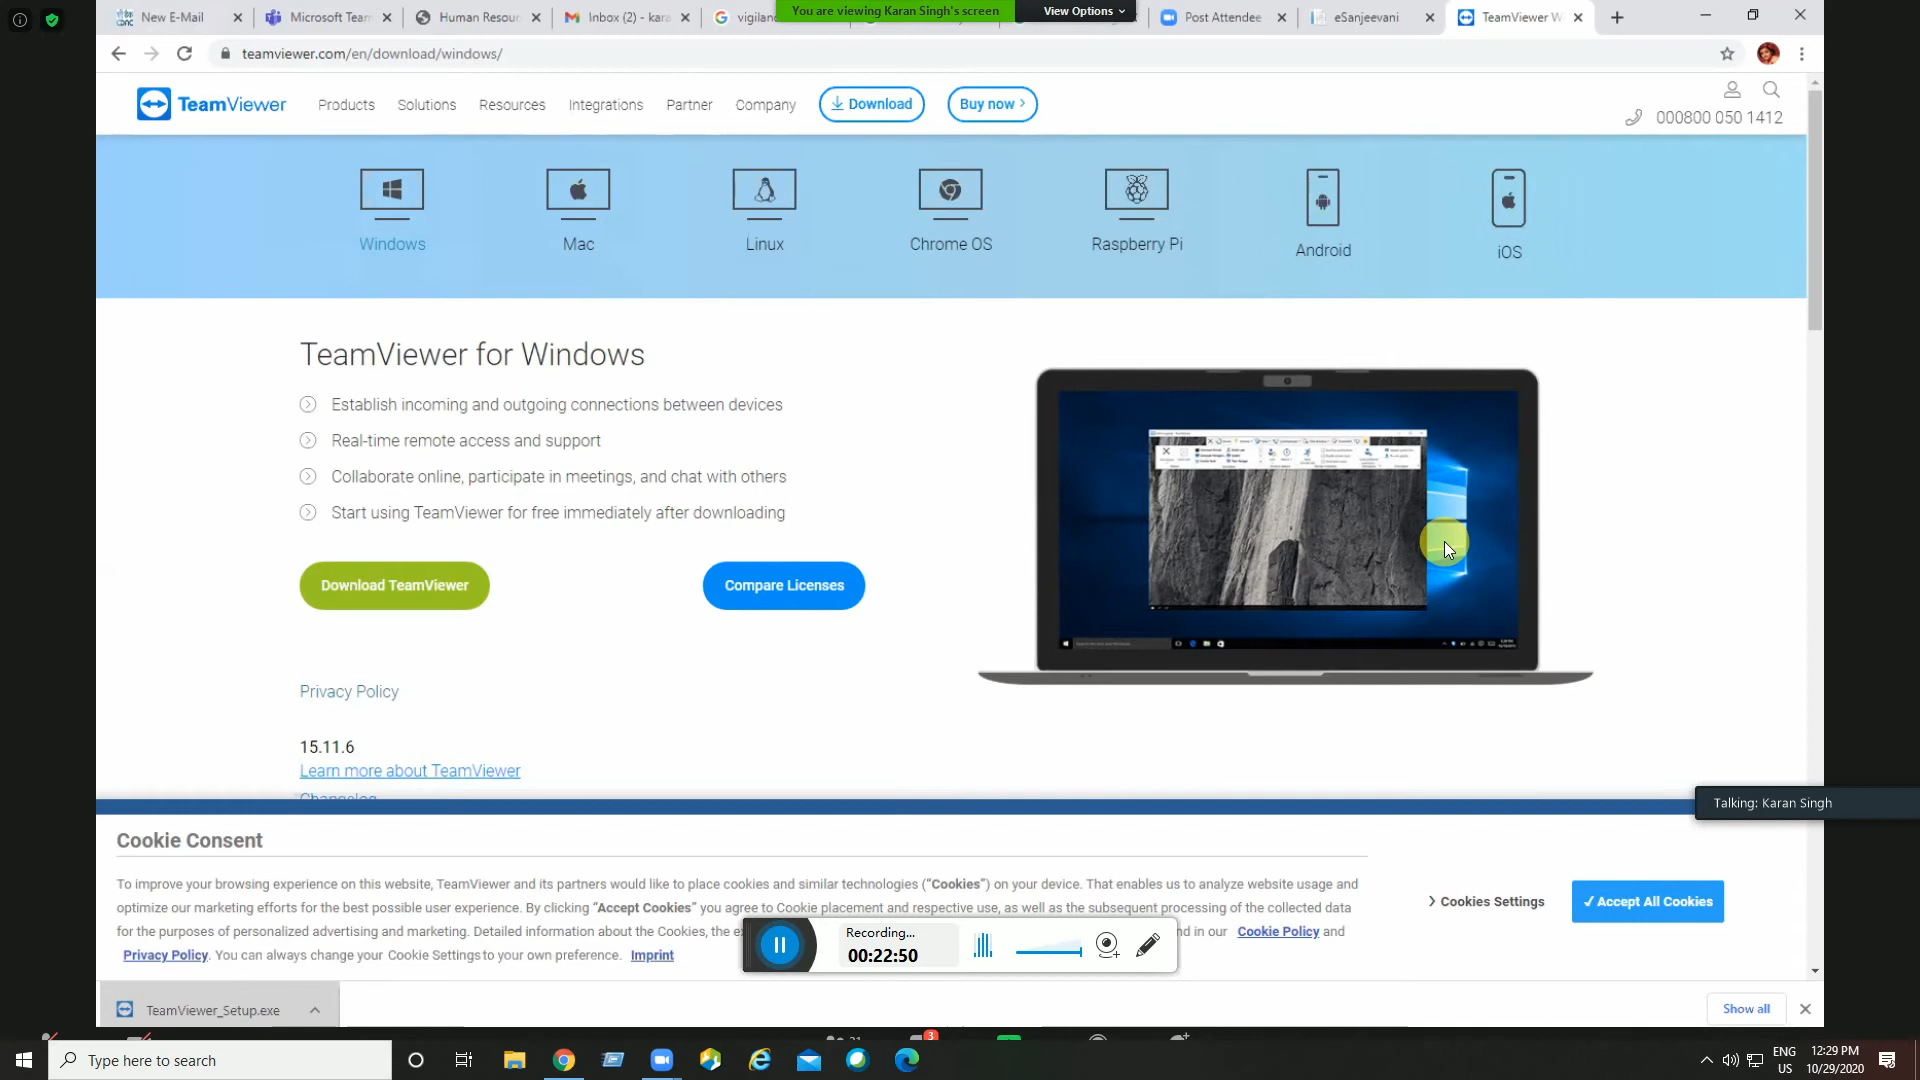 New E-Mail
Microsoft Team
Human Resour
Inbox (2) - kara
vigiland
You are viewing Karan Singh's screen
View Options
Post Attendee
eSanjeevani
TeamViewer W
teamviewer.com/en/download/windows/
TeamViewer
Products
Solutions
Resources
Integrations
Partner
Company
Download
Buy now
000800 050 1412
Windows
Mac
Linux
Chrome OS
Raspberry Pi
Android
iOS
TeamViewer for Windows
Establish incoming and outgoing connections between devices
Real-time remote access and support
Collaborate online, participate in meetings, and chat with others
Start using TeamViewer for free immediately after downloading
Download TeamViewer
Compare Licenses
Privacy Policy
15.11.6
Learn more about TeamViewer
Changelog
Talking: Karan Singh
Cookie Consent
To improve your browsing experience on this website, TeamViewer and its partners would like to place cookies and similar technologies (“Cookies”) on your device. That enables us to analyze website usage and
optimize our marketing efforts for the best possible user experience. By clicking “Accept Cookies” you agree to Cookie placement and respective use, as well as the subsequent processing of the collected data
for the purposes of personalized advertising and marketing. Detailed information about the Cookies, the ex
nd in our Cookie Policy and
Privacy Policy. You can always change your Cookie Settings to your own preference. Imprint
Cookies Settings
Accept All Cookies
Recording...
00:22:50
TeamViewer_Setup.exe
Show all
21
3
Type here to search
ENG
US
12:29 PM
10/29/2020